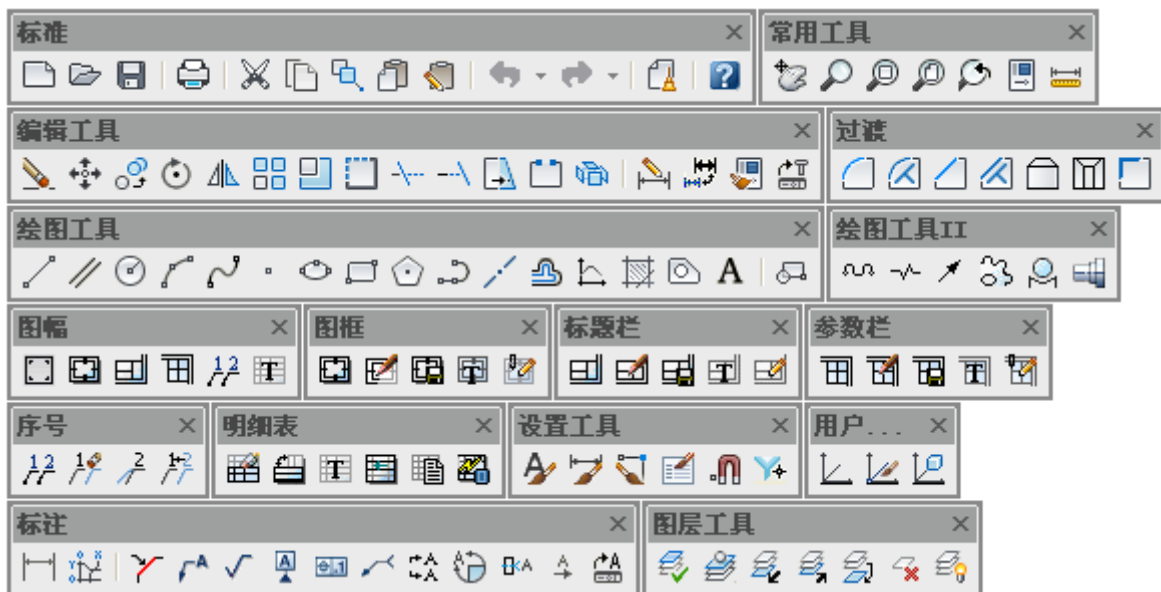 标准
常用工具
编辑工具
过渡
绘图工具
绘图工具II
图幅
图框
标题栏
参数栏
序号
明细表
设置工具
用户...
标注
图层工具